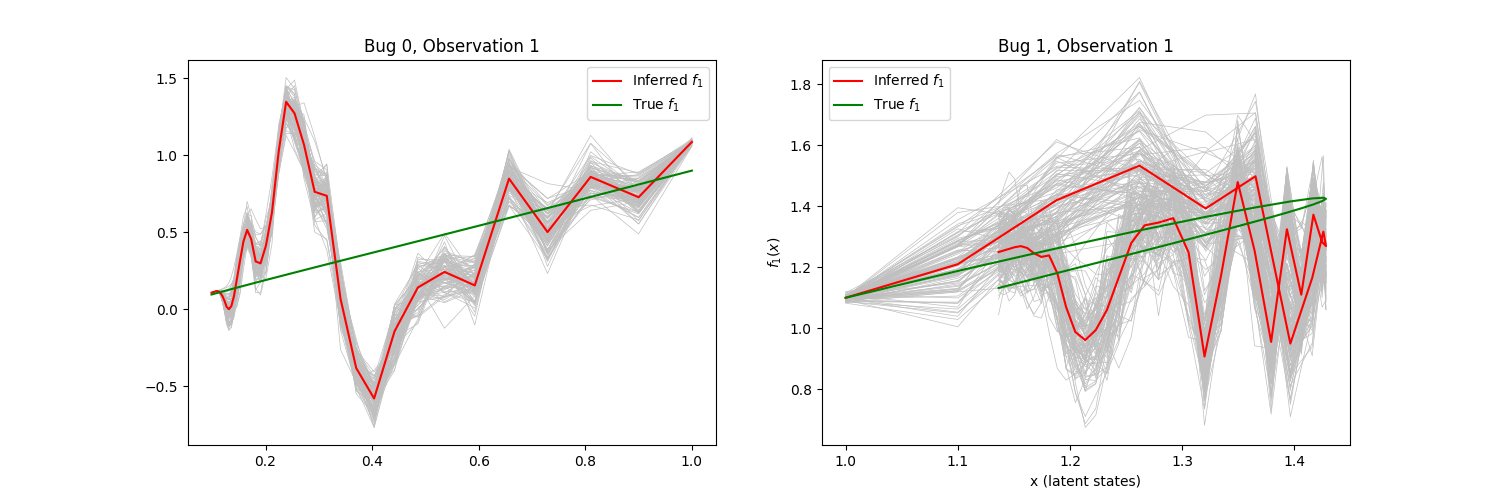 Bug 0, Observation 1
Inferred f₁
True f₁
1.5
1.0
0.5
0.0
−0.5
0.2
0.4
0.6
0.8
1.0
Bug 1, Observation 1
Inferred f₁
True f₁
f₁(x)
1.8
1.6
1.4
1.2
1.0
0.8
1.0
1.1
1.2
1.3
1.4
x (latent states)